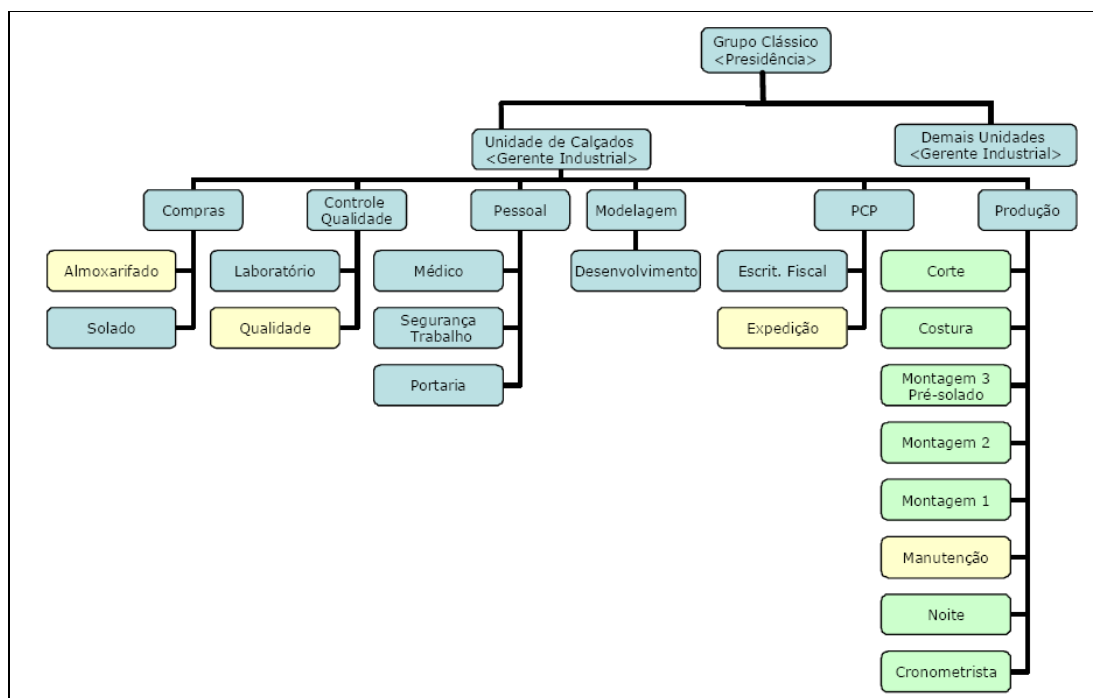 Grupo Clássico
<Presidência>
Unidade de Calçados
<Gerente Industrial>
Demais Unidades
<Gerente Industrial>
Compras
Controle
Qualidade
Pessoal
Modelagem
PCP
Produção
Almoxarifado
Laboratório
Médico
Desenvolvimento
Escrit. Fiscal
Corte
Solado
Qualidade
Segurança
Trabalho
Expedição
Costura
Portaria
Montagem 3
Pré-solado
Montagem 2
Montagem 1
Manutenção
Noite
Cronometrista